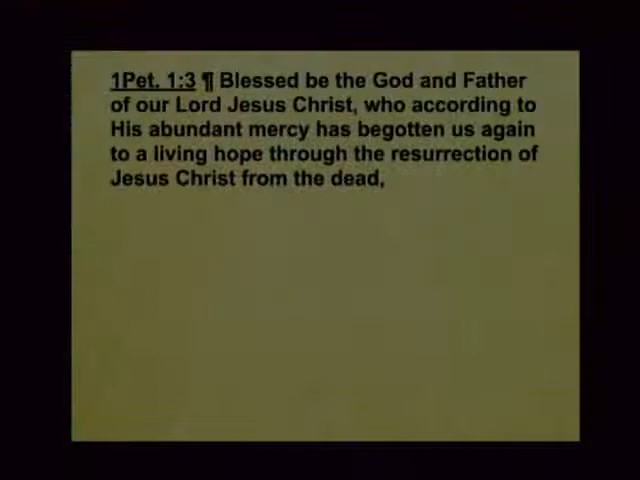 1Pet. 1:3 ¶ Blessed be the God and Father
of our Lord Jesus Christ, who according to
His abundant mercy has begotten us again
to a living hope through the resurrection of
Jesus Christ from the dead,